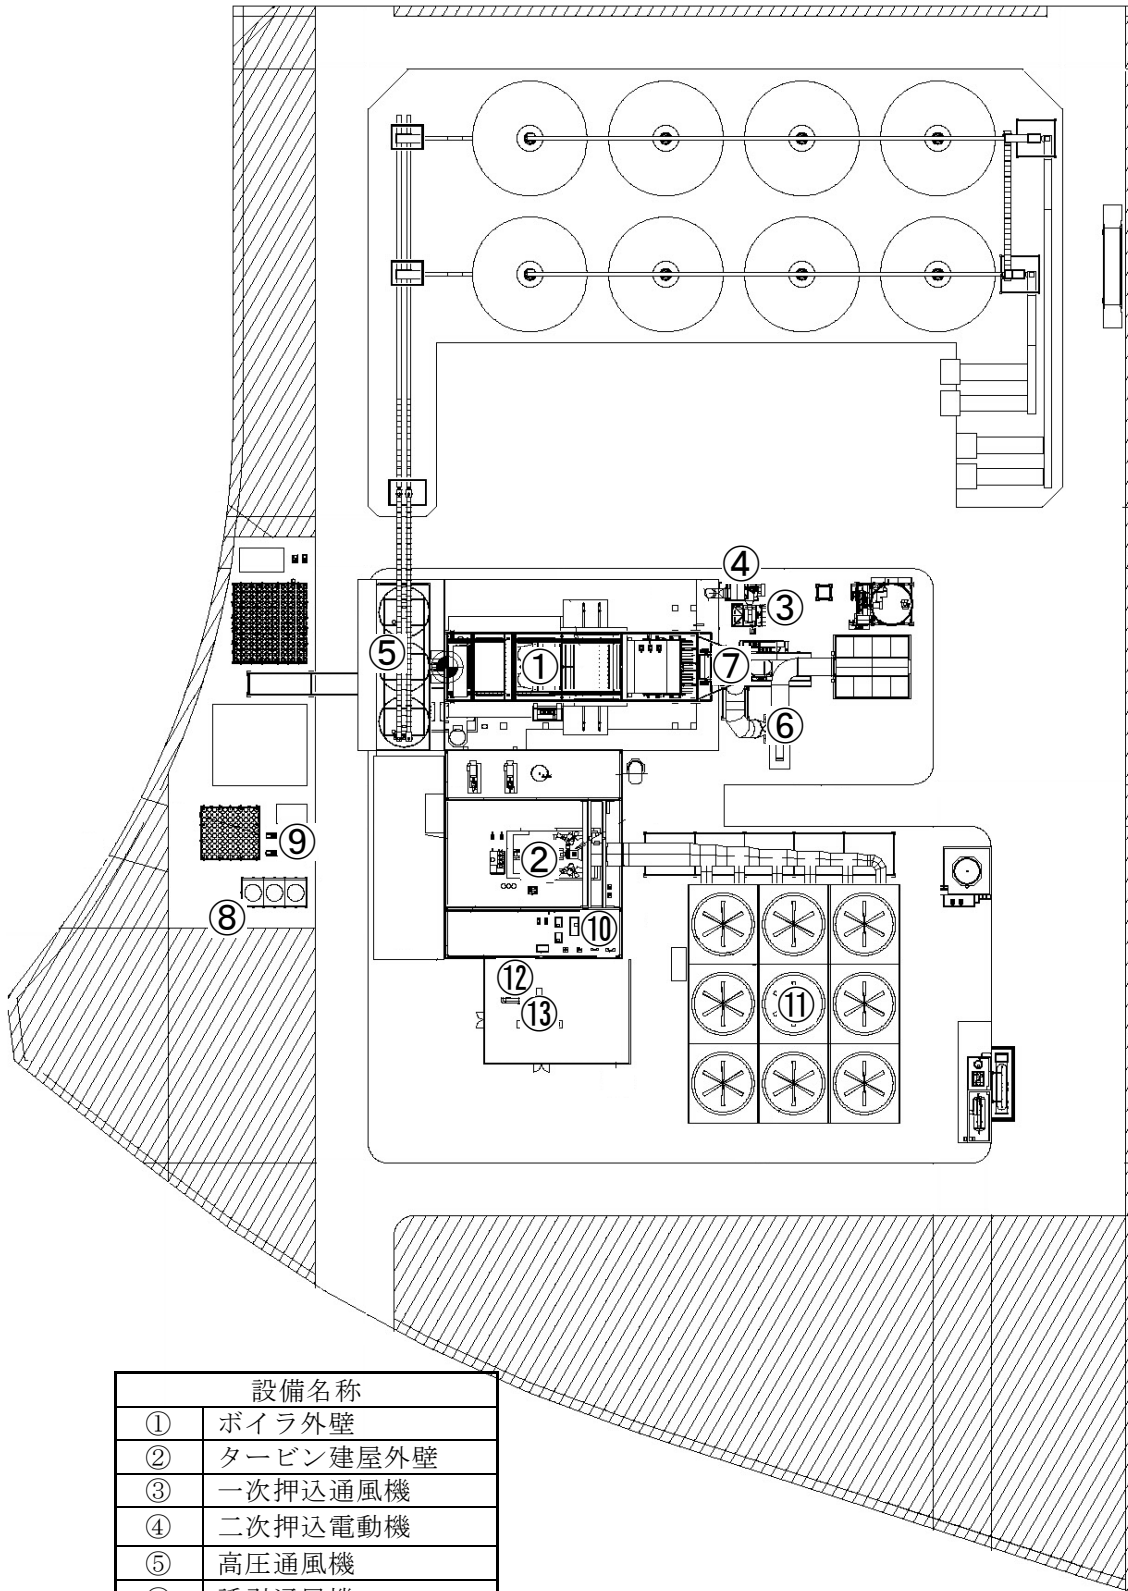 ④
③
⑤
①
⑦
⑥
⑨
②
⑧
⑩
⑫
⑬
⑪
設備名称
① ボイラ外壁
② タービン建屋外壁
③ 一次押込通風機
④ 二次押込電動機
⑤ 高圧通風機